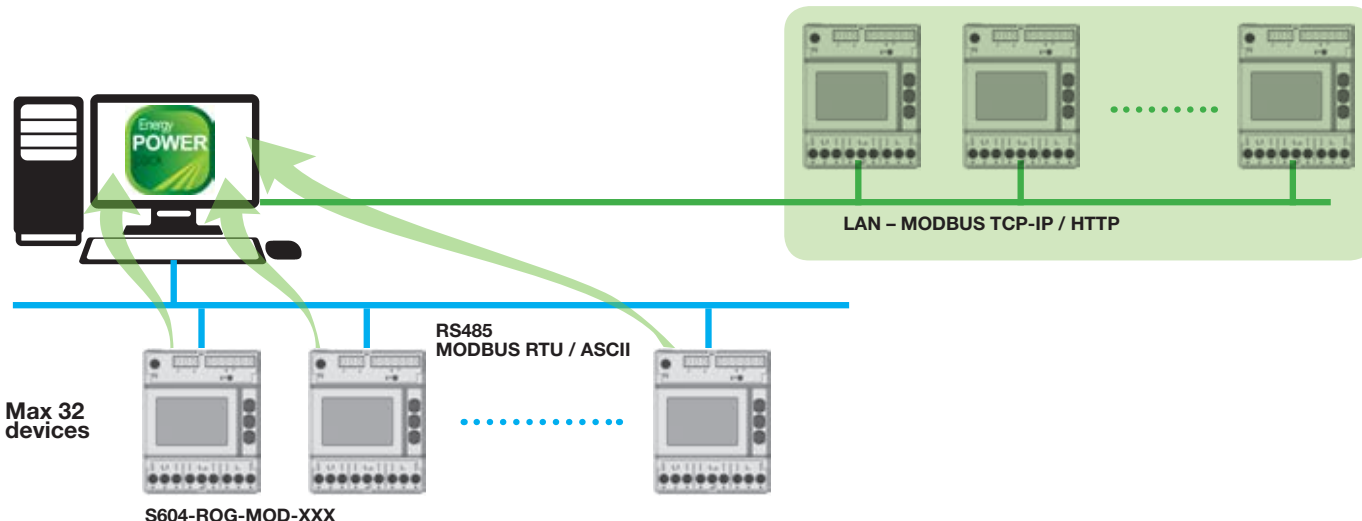 Energy
POWER
LAN – MODBUS TCP-IP / HTTP
RS485
MODBUS RTU / ASCII
Max 32
devices
S604-ROG-MOD-XXX